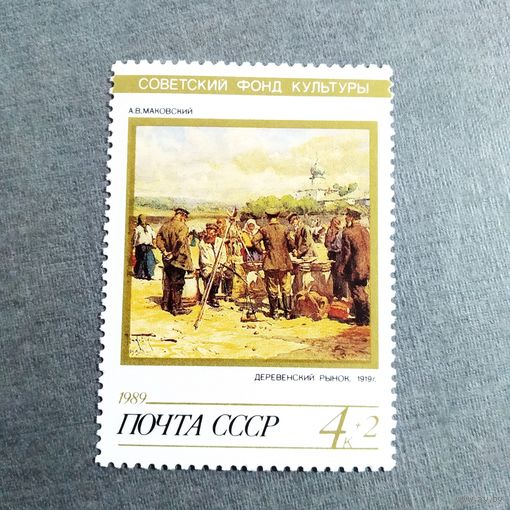 СОВЕТСКИЙ ФОНД КУЛЬТУРЫ
А.В.МАКОВСКИЙ
ДЕРЕВЕНСКИЙ РЫНОК. 1919г.
1989
ПОЧТА СССР
4к+2